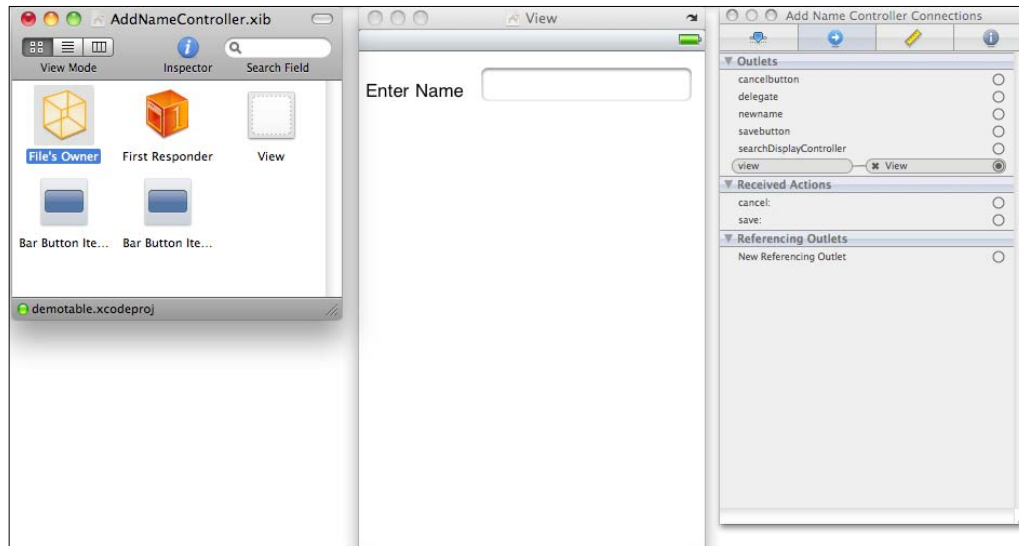 AddNameController.xib
View Mode
Inspector
Search Field
File's Owner
First Responder
View
Bar Button Ite...
Bar Button Ite...
demotable.xcodeproj
View
Enter Name
Add Name Controller Connections
Outlets
cancelbutton
delegate
newname
savebutton
searchDisplayController
view
View
Received Actions
cancel:
save:
Referencing Outlets
New Referencing Outlet